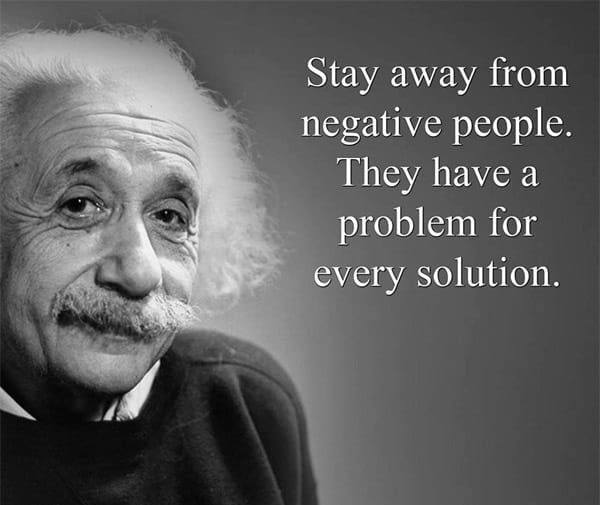 Stay away from
negative people.
They have a
problem for
every solution.